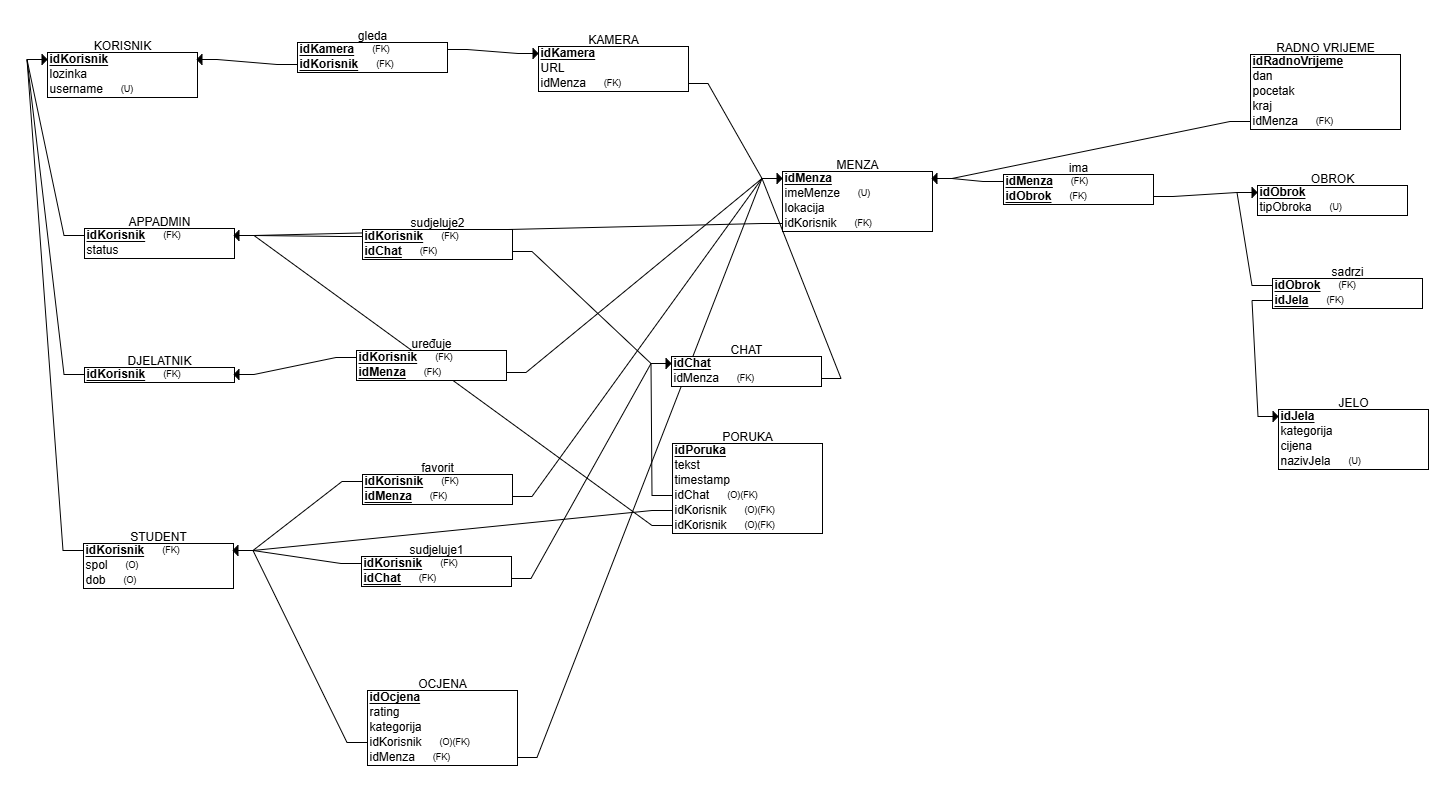 KORISNIK
idKorisnik
lozinka
username (U)
gleda
idKamera (FK)
idKorisnik (FK)
KAMERA
idKamera
URL
idMenza (FK)
RADNO VRIJEME
idRadnoVrijeme
dan
pocetak
kraj
idMenza (FK)
MENZA
idMenza
imeMenze (U)
lokacija
idKorisnik (FK)
ima
idMenza (FK)
idObrok (FK)
OBROK
idObrok
tipObroka (U)
APPADMIN
idKorisnik (FK)
status
sudjeluje2
idKorisnik (FK)
idChat (FK)
sadrzi
idObrok (FK)
idJela (FK)
DJELATNIK
idKorisnik (FK)
uređuje
idKorisnik (FK)
idMenza (FK)
CHAT
idChat
idMenza (FK)
JELO
idJela
kategorija
cijena
nazivJela (U)
PORUKA
idPoruka
tekst
timestamp
idChat (O)(FK)
idKorisnik (O)(FK)
idKorisnik (O)(FK)
favorit
idKorisnik (FK)
idMenza (FK)
STUDENT
idKorisnik (FK)
spol (O)
dob (O)
sudjeluje1
idKorisnik (FK)
idChat (FK)
OCJENA
idOcjena
rating
kategorija
idKorisnik (O)(FK)
idMenza (FK)